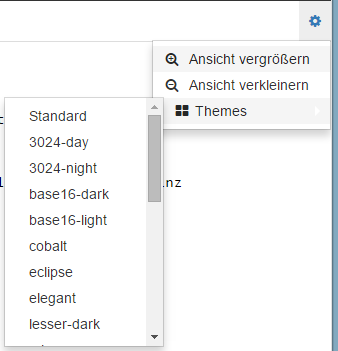 Ansicht vergrößern
Ansicht verkleinern
Themes
Standard
3024-day
3024-night
base16-dark
base16-light
cobalt
eclipse
elegant
lesser-dark
nz